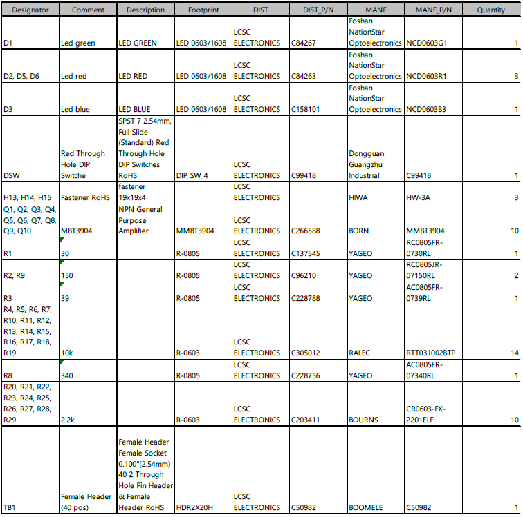 Designator Comment Description Footprint DIST DIST_P/N MANF MANF_P/N Quantity
D1 Led green LED GREEN LED 0603/1608 LCSC ELECTRONICS C84267 Foshan NationStar Optoelectronics NCD0603G1 1
D2, D5, D6 Led red LED RED LED 0603/1608 LCSC ELECTRONICS C84263 Foshan NationStar Optoelectronics NCD0603R1 3
D3 Led blue LED BLUE LED 0603/1608 LCSC ELECTRONICS C158101 Foshan NationStar Optoelectronics NCD0603B3 1
DSW Red Through Hole DIP Switche SPST 7 2.54mm, Full Slide (Standard) Red Through Hole DIP Switches RoHS DIP_SW_4 LCSC ELECTRONICS C99418 Dongguan Guangzhu Industrial C99418 1
H13, H14, H15 Fastener RoHS fastener 19x19x4 LCSC ELECTRONICS HIWA HW-3A 3
Q1, Q2, Q3, Q4, Q5, Q6, Q7, Q8, Q9, Q10 MB13904 NPN General Purpose Amplifier MMBT3904 LCSC ELECTRONICS C266588 BORN MMBT3904 10
R1 30 R-0805 LCSC ELECTRONICS C137545 YAGEO RC0805FR-0730RL 1
R2, R9 150 R-0805 LCSC ELECTRONICS C96210 YAGEO RC0805JR-07150RL 2
R3 39 R-0805 LCSC ELECTRONICS C228788 YAGEO AC0805FR-0739RL 1
R4, R5, R6, R7, R10, R11, R12, R13, R14, R15, R16, R17, R18, R19 10k R-0603 LCSC ELECTRONICS C305012 RALEC RTT031002BTP 14
R8 340 R-0805 LCSC ELECTRONICS C228756 YAGEO AC0805FR-07340RL 1
R20, R21, R22, R23, R24, R25, R26, R27, R28, R29 2.2k R-0603 LCSC ELECTRONICS C203411 BOURNS CR0603-FX-2201ELF 10
TB1 Female Header (40 pos) Female Header Female Socket 0.100"(2.54mm) 40 2 Through Hole Pin Header & Female Header RoHS HDR2X20H LCSC ELECTRONICS C50982 BOOMELE C50982 1